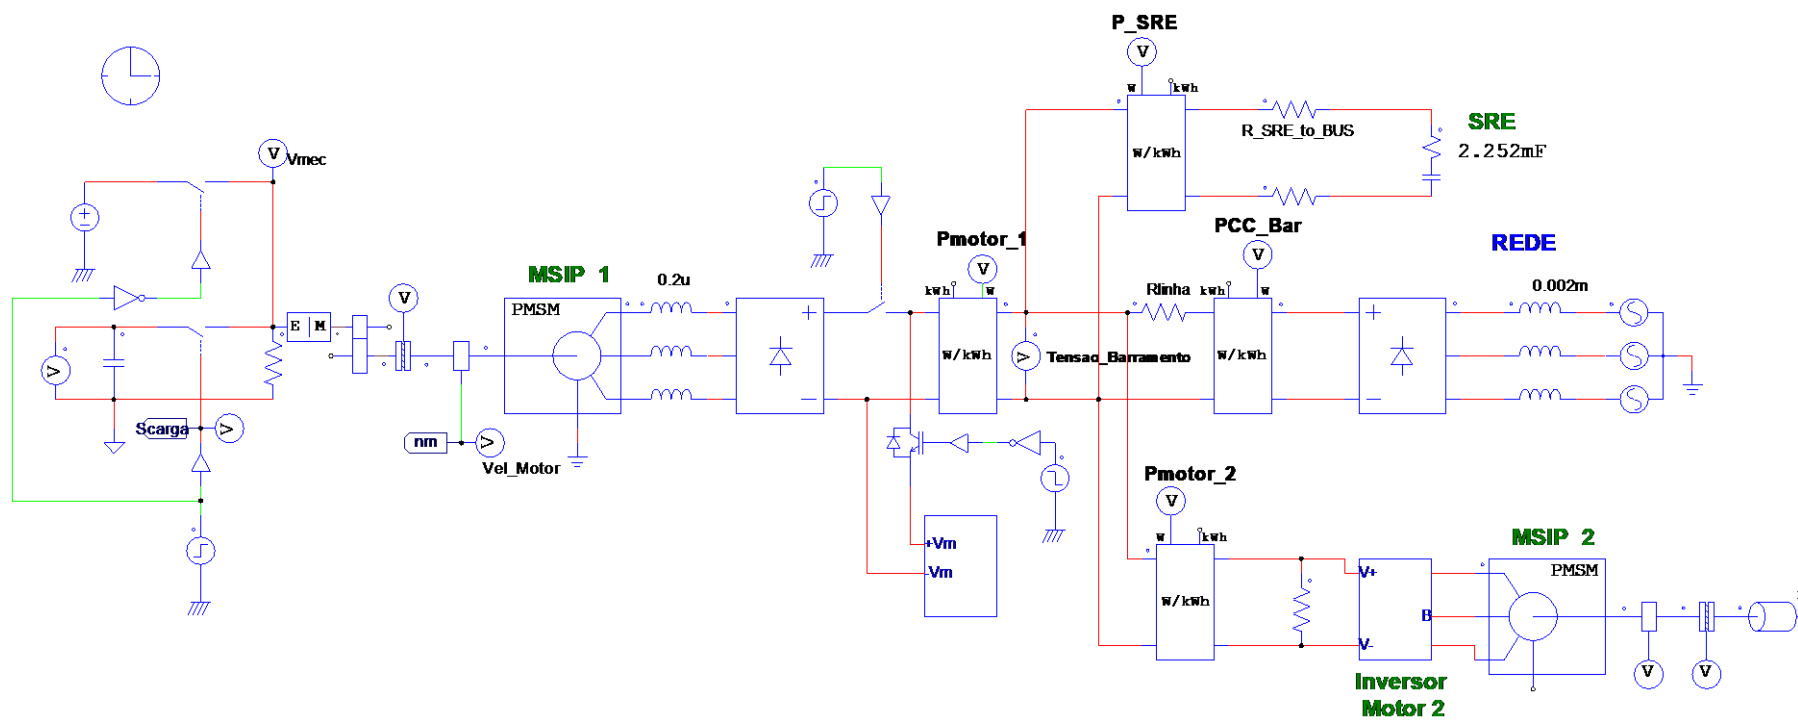 P_SRE
V
W kWh
W/kWh
R_SRE_to_BUS
SRE
2.252mF
V Vmec
Pmotor_1
V
kWh W
W/kWh
PCC_Bar
V
kWh W
W/kWh
REDE
MSIP 1
PMSM
0.2u
Rlinha
0.002m
E M
V
V
V
Tensao_Barramento
Scarga V
nm V
Vel_Motor
+Vm
-Vm
Pmotor_2
V
W kWh
W/kWh
V+
B
V-
Inversor
Motor 2
MSIP 2
PMSM
V V